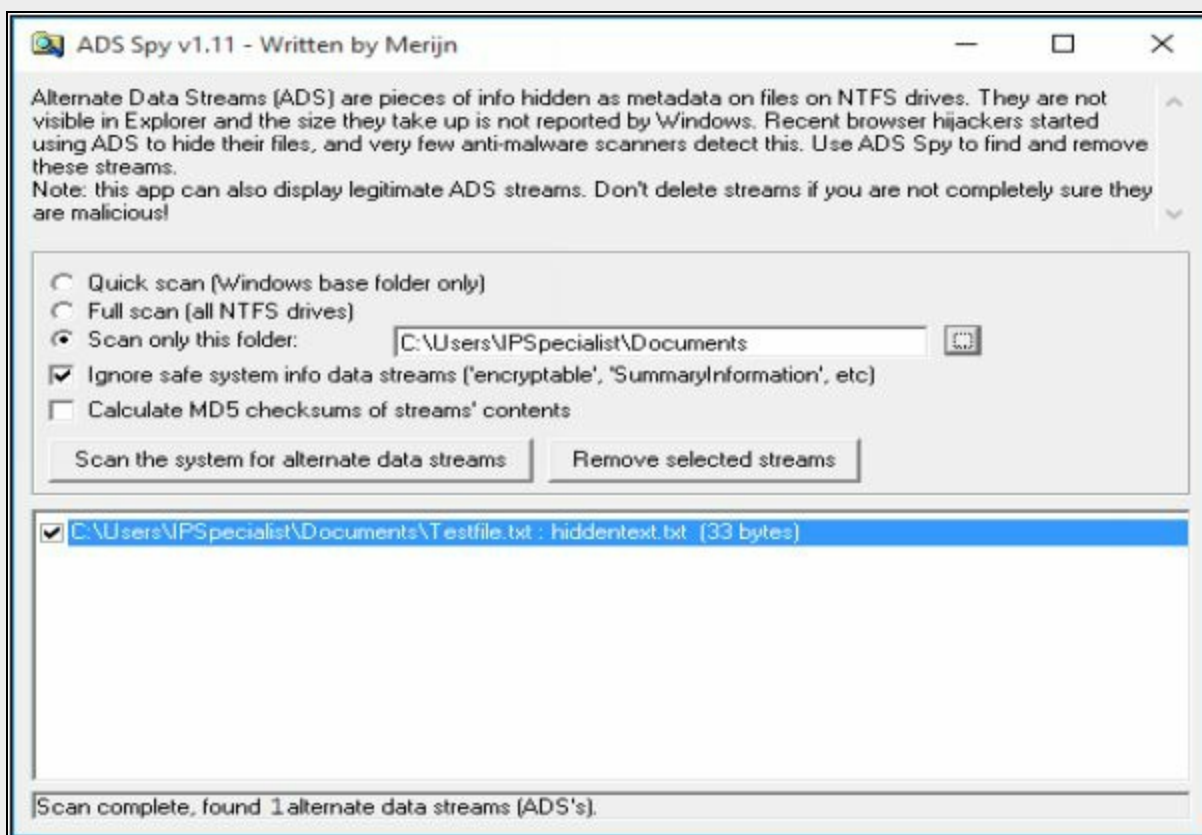 ADS Spy v1.11 - Written by Merijn
Alternate Data Streams (ADS) are pieces of info hidden as metadata on files on NTFS drives. They are not
visible in Explorer and the size they take up is not reported by Windows. Recent browser hijackers started
using ADS to hide their files, and very few anti-malware scanners detect this. Use ADS Spy to find and remove
these streams.
Note: this app can also display legitimate ADS streams. Don't delete streams if you are not completely sure they
are malicious!
Quick scan (Windows base folder only)
Full scan (all NTFS drives)
Scan only this folder: C:\Users\IPSpecialist\Documents
Ignore safe system info data streams ('encryptable', 'SummaryInformation', etc)
Calculate MD5 checksums of streams' contents
Scan the system for alternate data streams Remove selected streams
C:\Users\IPSpecialist\Documents\Testfile.txt : hiddentext.txt (33 bytes)
Scan complete, found 1 alternate data streams (ADS's).